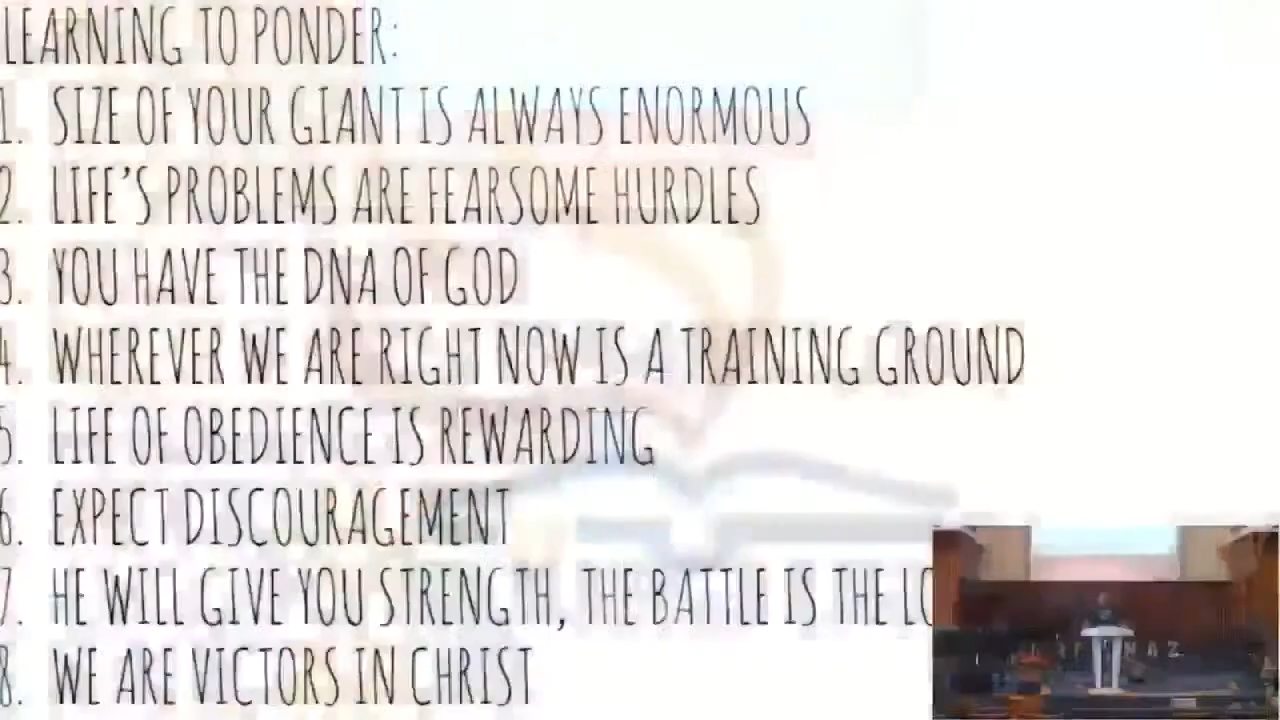 LEARNING TO PONDER:
1. SIZE OF YOUR GIANT IS ALWAYS ENORMOUS
2. LIFE'S PROBLEMS ARE FEARSOME HURDLES
3. YOU HAVE THE DNA OF GOD
4. WHEREVER WE ARE RIGHT NOW IS A TRAINING GROUND
5. LIFE OF OBEDIENCE IS REWARDING
6. EXPECT DISCOURAGEMENT
7. HE WILL GIVE YOU STRENGTH, THE BATTLE IS THE LO
8. WE ARE VICTORS IN CHRIST